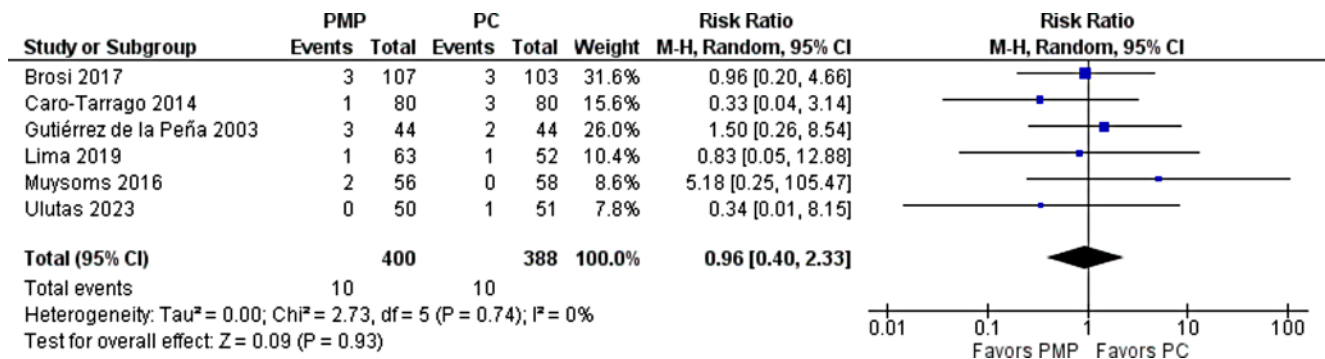 PMP PC Risk Ratio Risk Ratio
Study or Subgroup Events Total Events Total Weight M-H, Random, 95% CI M-H, Random, 95% CI
Brosi 2017 3 107 3 103 31.6% 0.96 [0.20, 4.66]
Caro-Tarrago 2014 1 80 3 80 15.6% 0.33 [0.04, 3.14]
Gutiérrez de la Peña 2003 3 44 2 44 26.0% 1.50 [0.26, 8.54]
Lima 2019 1 63 1 52 10.4% 0.83 [0.05, 12.88]
Muysoms 2016 2 56 0 58 8.6% 5.18 [0.25, 105.47]
Ulutas 2023 0 50 1 51 7.8% 0.34 [0.01, 8.15]
Total (95% CI) 400 388 100.0% 0.96 [0.40, 2.33]
Total events 10 10
Heterogeneity: Tau² = 0.00; Chi² = 2.73, df = 5 (P = 0.74); I² = 0%
Test for overall effect: Z = 0.09 (P = 0.93)
0.01 0.1 1 10 100
Favors PMP Favors PC